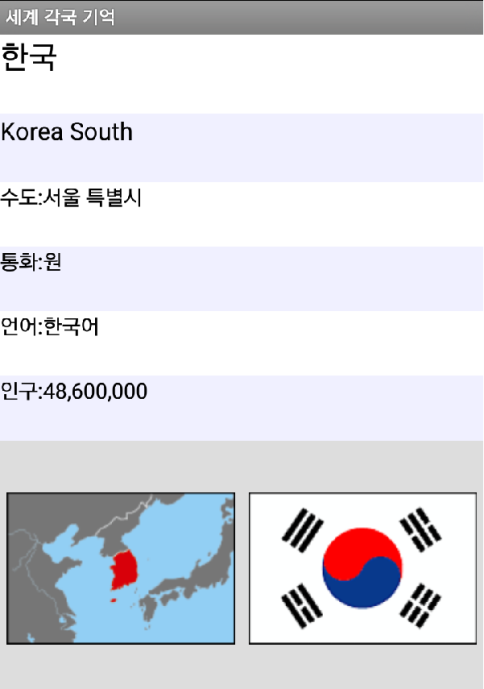 세계 각국 기억
한국
Korea South
수도:서울 특별시
통화:원
언어:한국어
인구:48,600,000